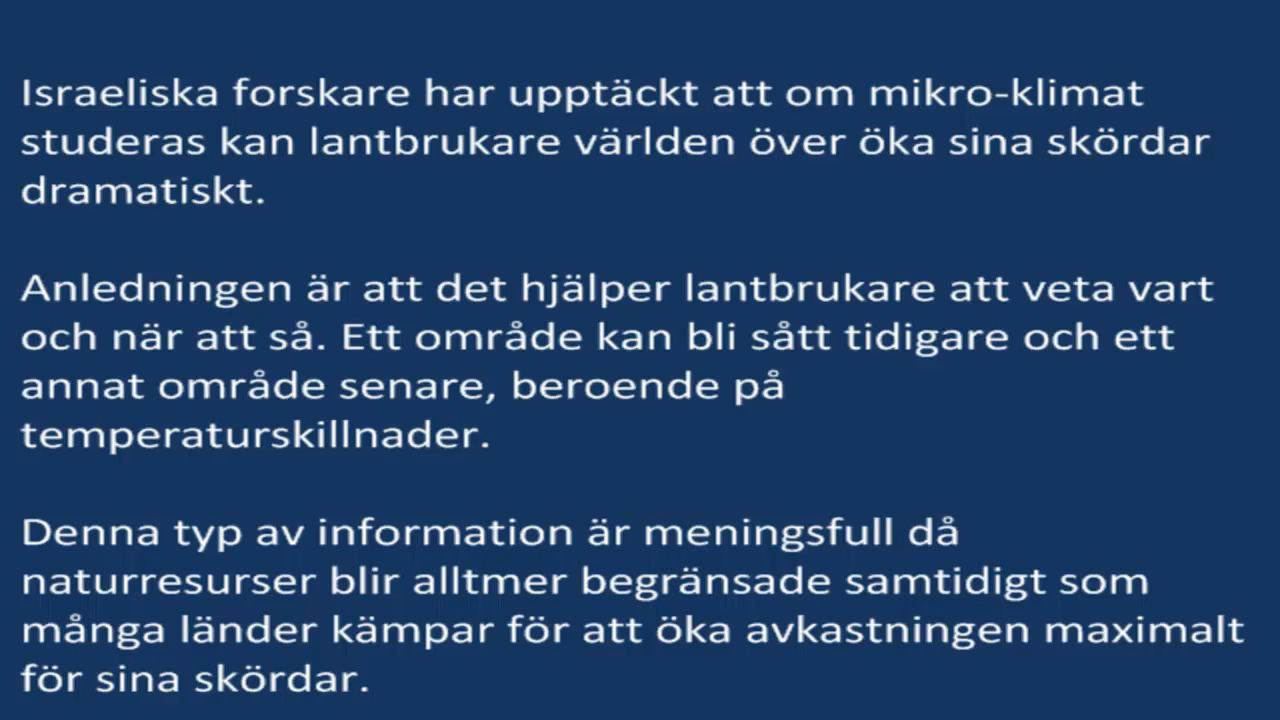 Israeliska forskare har upptäckt att om mikro-klimat
studeras kan lantbrukare världen över öka sina skördar
dramatiskt.
Anledningen är att det hjälper lantbrukare att veta vart
och när att så. Ett område kan bli sått tidigare och ett
annat område senare, beroende på
temperaturskillnader.
Denna typ av information är meningsfull då
naturresurser blir alltmer begränsade samtidigt som
många länder kämpar för att öka avkastningen maximalt
för sina skördar.